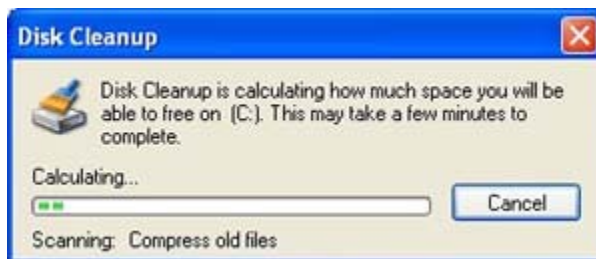 Disk Cleanup
Disk Cleanup is calculating how much space you will be
able to free on (C:). This may take a few minutes to
complete.
Calculating...
Cancel
Scanning: Compress old files